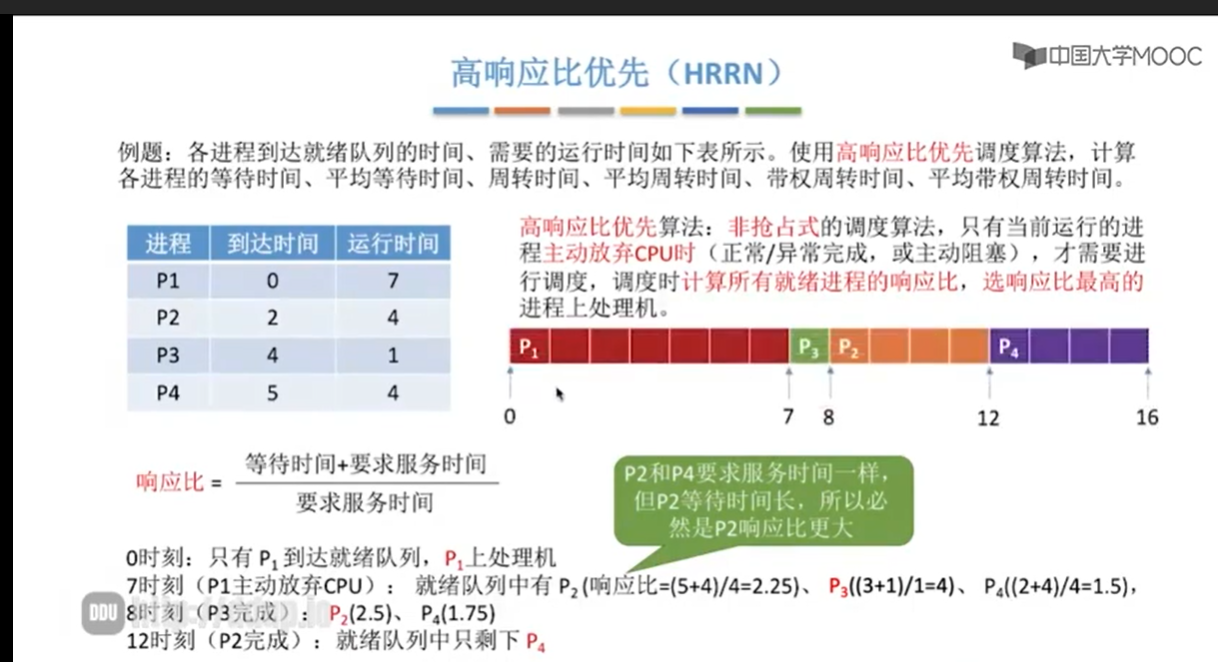 中国大学MOOC
高响应比优先（HRRN）
例题：各进程到达就绪队列的时间、需要的运行时间如下表所示。使用高响应比优先调度算法，计算
各进程的等待时间、平均等待时间、周转时间、平均周转时间、带权周转时间、平均带权周转时间。
进程 到达时间 运行时间
P1 0 7
P2 2 4
P3 4 1
P4 5 4
高响应比优先算法：非抢占式的调度算法，只有当前运行的进
程主动放弃CPU时（正常/异常完成，或主动阻塞），才需要进
行调度，调度时计算所有就绪进程的响应比，选响应比最高的
进程上处理机。
P₁ P₃ P₂ P₄
0 7 8 12 16
响应比 =
等待时间+要求服务时间
要求服务时间
P2和P4要求服务时间一样，
但P2等待时间长，所以必
然是P2响应比更大
0时刻：只有 P₁ 到达就绪队列，P₁上处理机
7时刻（P1主动放弃CPU）： 就绪队列中有 P₂ (响应比=(5+4)/4=2.25)、 P₃((3+1)/1=4)、 P₄((2+4)/4=1.5)，
8时刻（P3完成）： P₂(2.5)、 P₄(1.75)
12时刻（P2完成）：就绪队列中只剩下 P₄
DDU